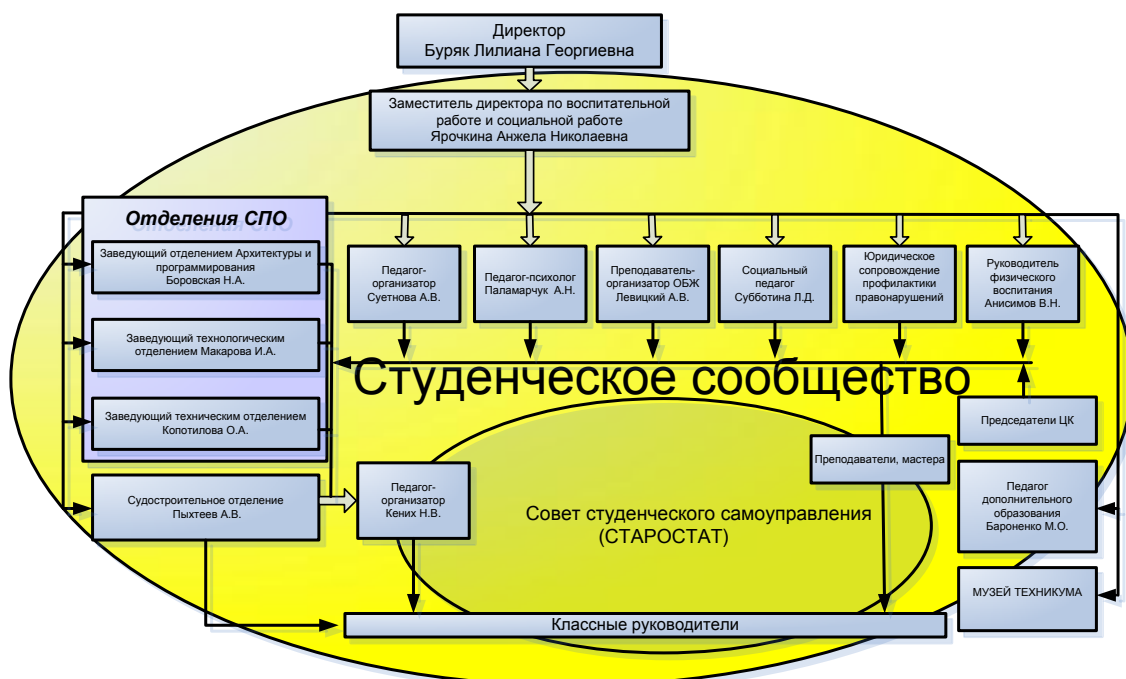 Директор
Буряк Лилиана Георгиевна
Заместитель директора по воспитательной
работе и социальной работе
Ярочкина Анжела Николаевна
Отделения СПО
Заведующий отделением Архитектуры и
программирования
Боровская Н.А.
Заведующий технологическим
отделением Макарова И.А.
Заведующий техническим отделением
Копотилова О.А.
Судостроительное отделение
Пыхтеев А.В.
Педагог-
организатор
Суетнова А.В.
Педагог-психолог
Паламарчук А.Н.
Преподаватель-
организатор ОБЖ
Левицкий А.В.
Социальный
педагог
Субботина Л.Д.
Юридическое
сопровождение
профилактики
правонарушений
Руководитель
физического
воспитания
Анисимов В.Н.
Студенческое сообщество
Председатели ЦК
Преподаватели, мастера
Педагог-
организатор
Кених Н.В.
Совет студенческого самоуправления
(СТАРОСТАТ)
Педагог
дополнительного
образования
Бароненко М.О.
МУЗЕЙ ТЕХНИКУМА
Классные руководители